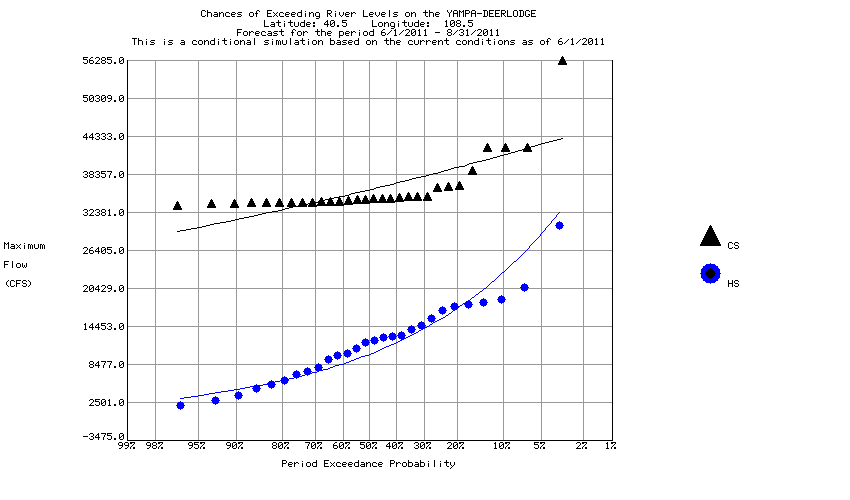 Chances of Exceeding River Levels on the YAMPA-DEERLODGE
Latitude: 40.5 Longitude: 108.5
Forecast for the period 6/1/2011 - 8/31/2011
This is a conditional simulation based on the current conditions as of 6/1/2011
56285.0
50309.0
44333.0
38357.0
32381.0
26405.0
20429.0
14453.0
8477.0
2501.0
-3475.0
Maximum
Flow
(CFS)
CS
HS
99% 98% 95% 90% 80% 70% 60% 50% 40% 30% 20% 10% 5% 2% 1%
Period Exceedance Probability